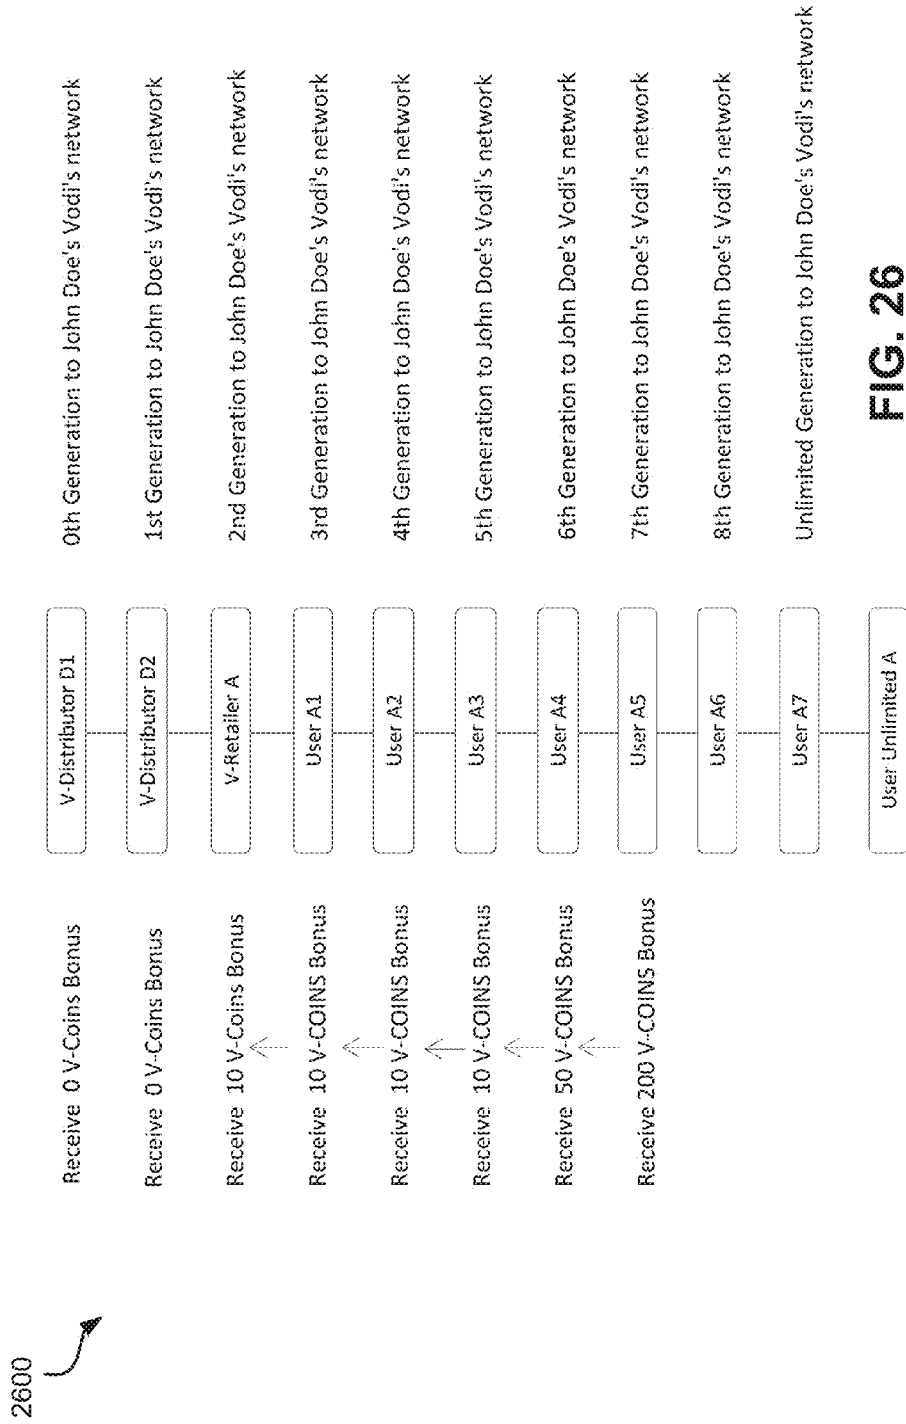 2600
Receive 0 V-Coins Bonus
V-Distributor D1
0th Generation to John Doe's Vodi's network
Receive 0 V-Coins Bonus
V-Distributor D2
1st Generation to John Doe's Vodi's network
Receive 10 V-Coins Bonus
V-Retailer A
2nd Generation to John Doe's Vodi's network
Receive 10 V-COINS Bonus
User A1
3rd Generation to John Doe's Vodi's network
Receive 10 V-COINS Bonus
User A2
4th Generation to John Doe's Vodi's network
Receive 10 V-COINS Bonus
User A3
5th Generation to John Doe's Vodi's network
Receive 50 V-COINS Bonus
User A4
6th Generation to John Doe's Vodi's network
Receive 200 V-COINS Bonus
User A5
7th Generation to John Doe's Vodi's network
User A6
8th Generation to John Doe's Vodi's network
User A7
Unlimited Generation to John Doe's Vodi's network
User Unlimited A
FIG. 26